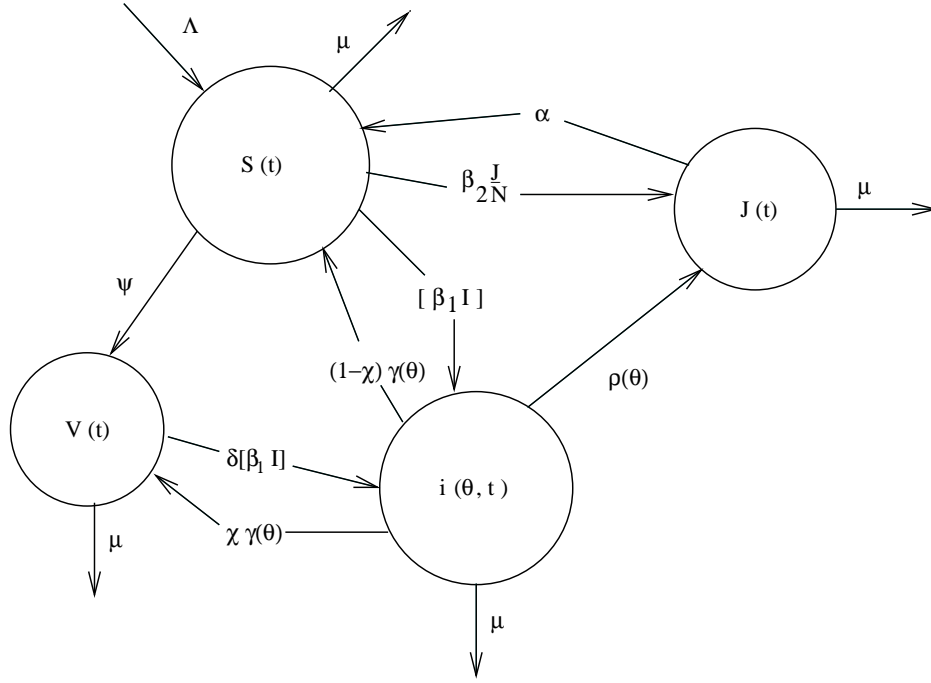 Λ
μ
α
S (t)
β₂ J/N
J (t)
μ
ψ
[ β₁ I ]
(1−χ) γ(θ)
ρ(θ)
V (t)
δ[β₁ I]
i (θ, t )
χ γ(θ)
μ
μ